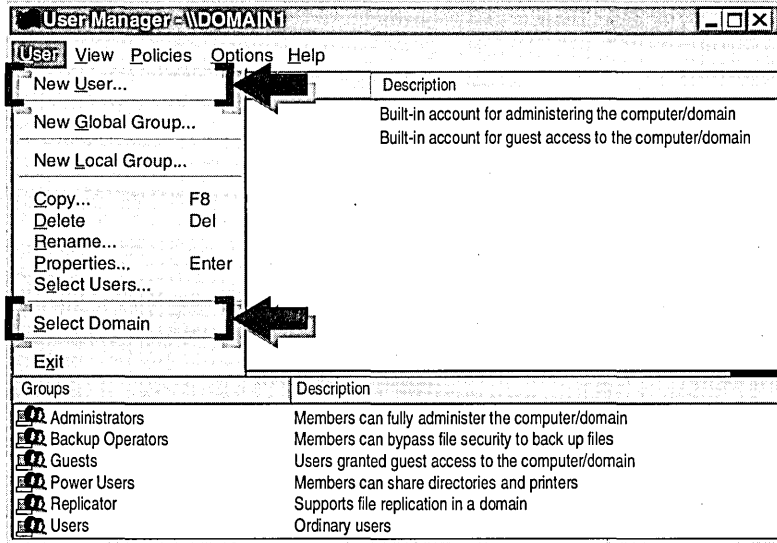 User Manager - \\DOMAIN1
User View Policies Options Help
New User...
New Global Group...
New Local Group...
Copy... F8
Delete Del
Rename...
Properties... Enter
Select Users...
Select Domain
Exit
Description
Built-in account for administering the computer/domain
Built-in account for guest access to the computer/domain
Groups Description
Administrators Members can fully administer the computer/domain
Backup Operators Members can bypass file security to back up files
Guests Users granted guest access to the computer/domain
Power Users Members can share directories and printers
Replicator Supports file replication in a domain
Users Ordinary users